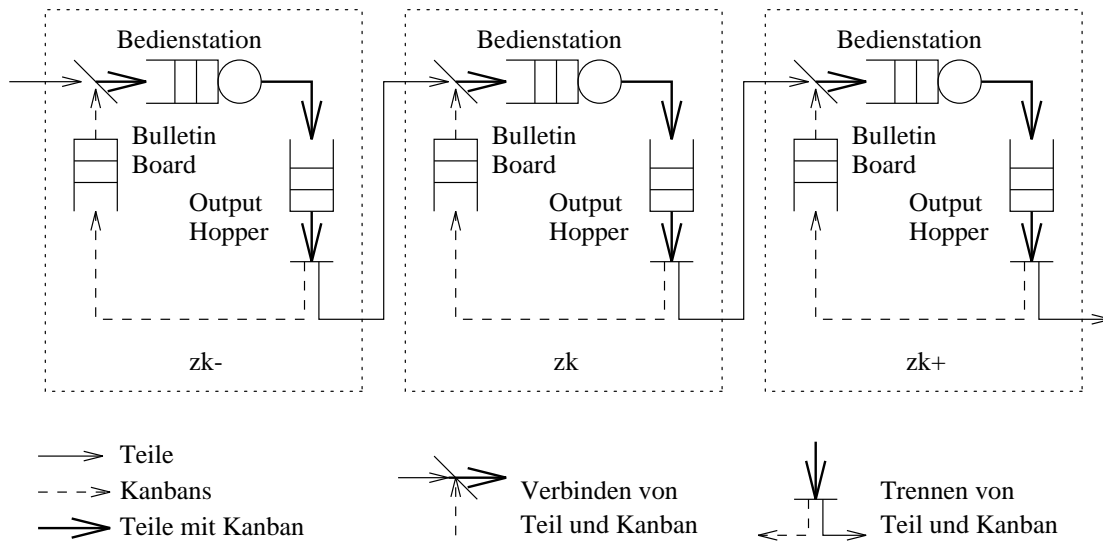 Bedienstation
Bulletin
Board
Output
Hopper
zk-
Bedienstation
Bulletin
Board
Output
Hopper
zk
Bedienstation
Bulletin
Board
Output
Hopper
zk+
Teile
Kanbans
Teile mit Kanban
Verbinden von
Teil und Kanban
Trennen von
Teil und Kanban